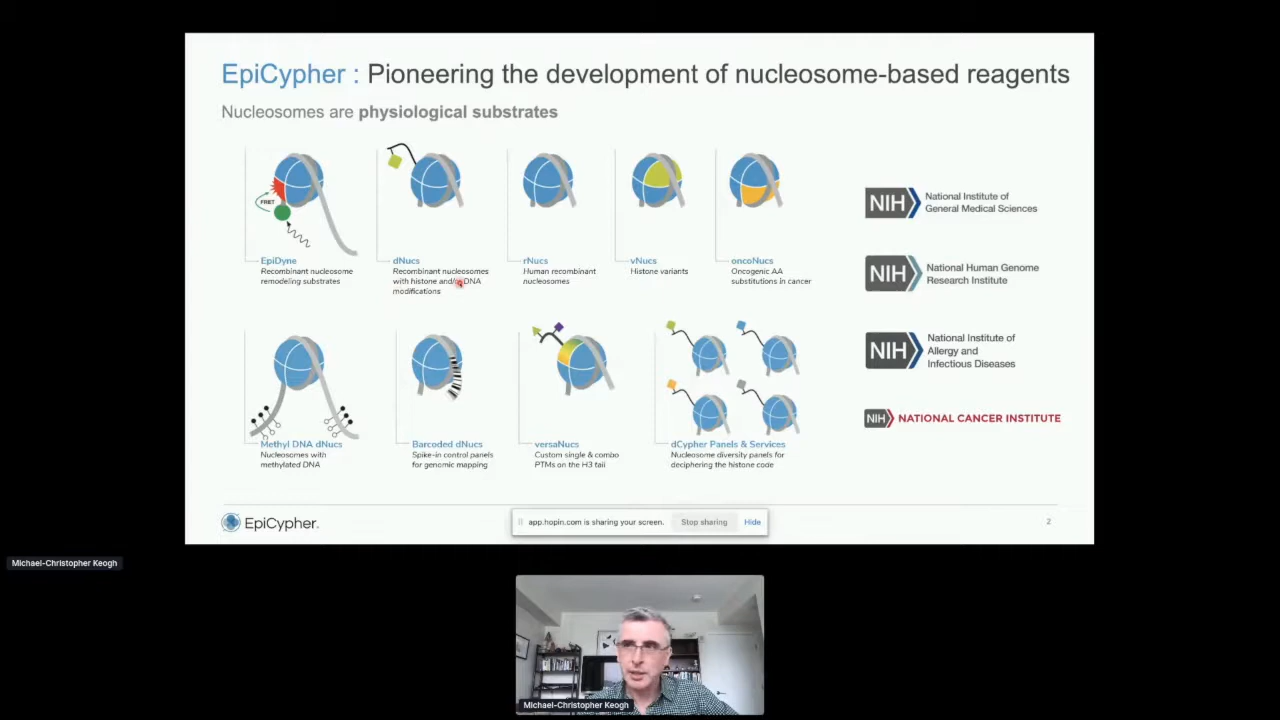 EpiCypher : Pioneering the development of nucleosome-based reagents
Nucleosomes are physiological substrates
FRET
EpiDyne
Recombinant nucleosome
remodeling substrates
dNucs
Recombinant nucleosomes
with histone and/or DNA
modifications
rNucs
Human recombinant
nucleosomes
vNucs
Histone variants
oncoNucs
Oncogenic AA
substitutions in cancer
NIH National Institute of
General Medical Sciences
NIH National Human Genome
Research Institute
Methyl DNA dNucs
Nucleosomes with
methylated DNA
Barcoded dNucs
Spike-in control panels
for genomic mapping
versaNucs
Custom single & combo
PTMs on the H3 tail
dCypher Panels & Services
Nucleosome diversity panels for
deciphering the histone code
NIH National Institute of
Allergy and
Infectious Diseases
NIH NATIONAL CANCER INSTITUTE
EpiCypher.
app.hopin.com is sharing your screen. Stop sharing Hide
2
Michael-Christopher Keogh
Michael-Christopher Keogh